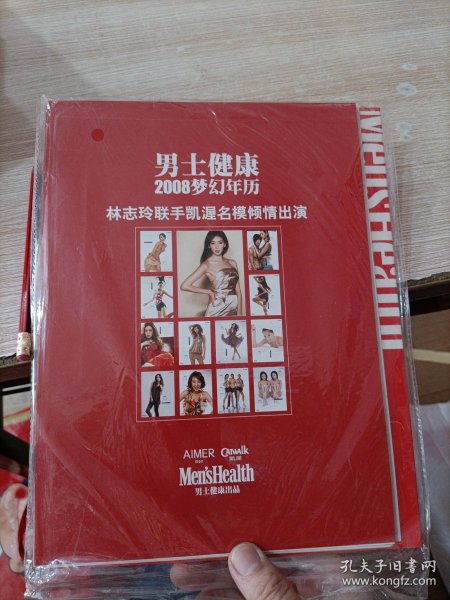 Men's Health
男士健康
2008梦幻年历
林志玲联手凯渥名模倾情出演
AIMER CATWALK
凯渥
Men'sHealth
男士健康出品
孔夫子旧书网
www.kongfz.com